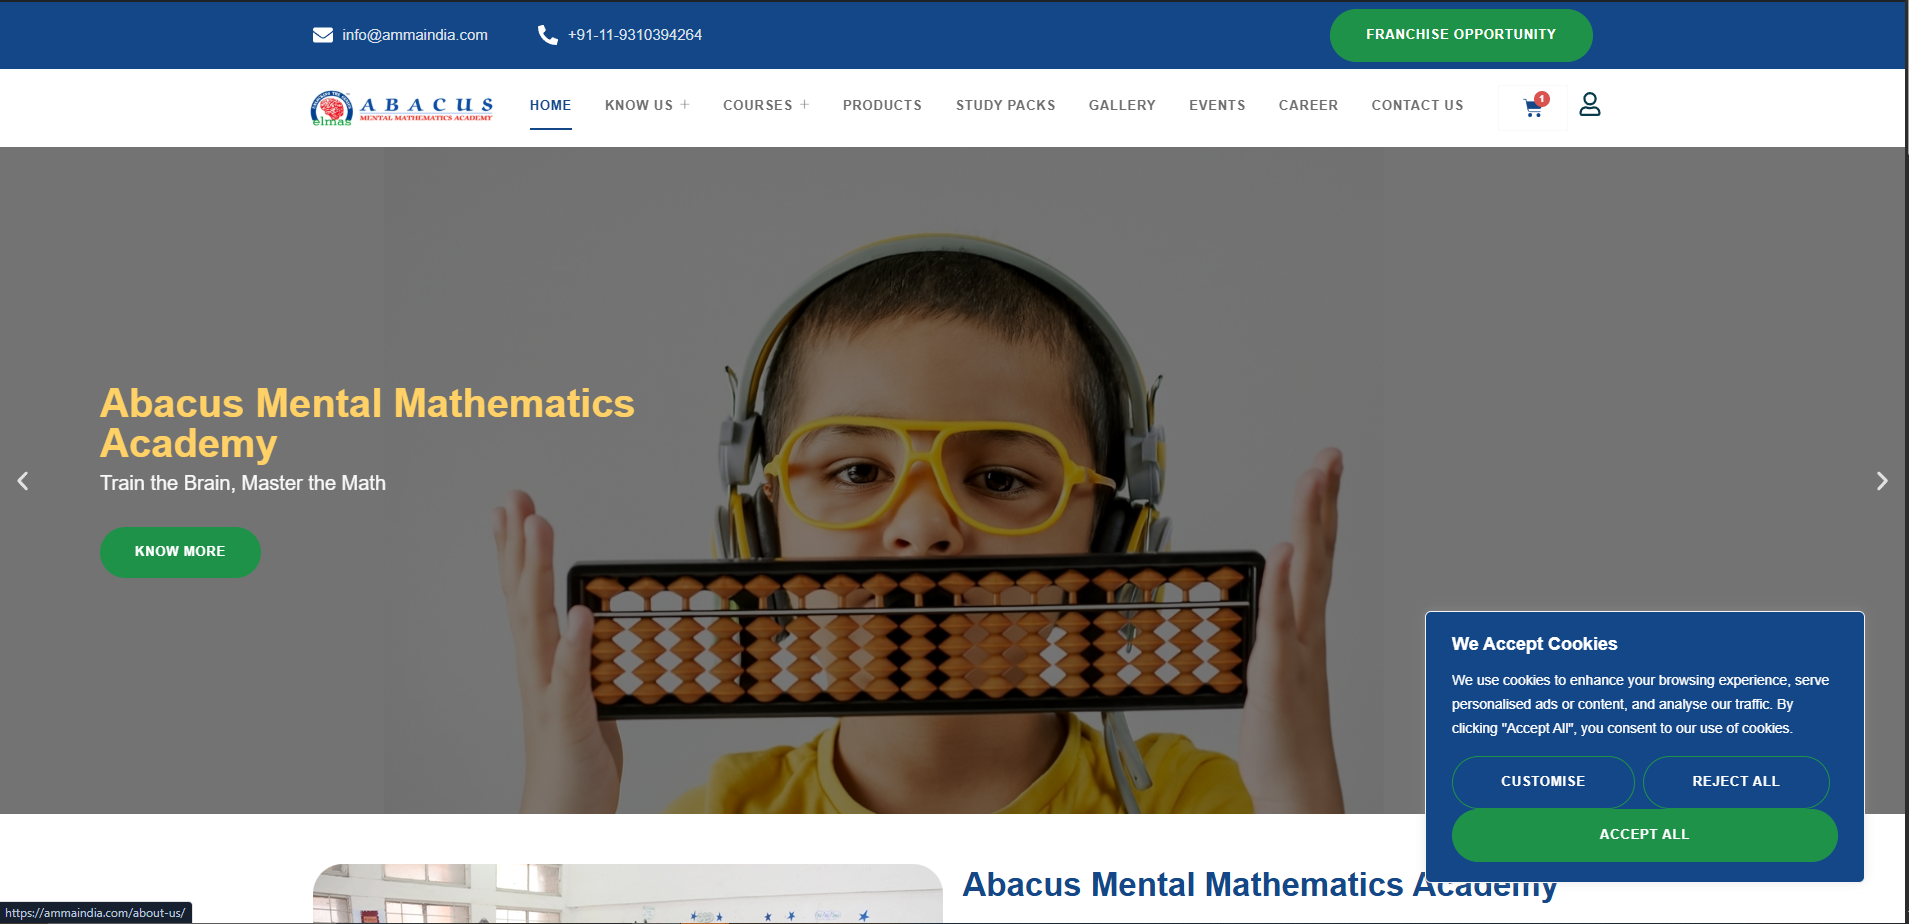 info@ammaindia.com
+91-11-9310394264
FRANCHISE OPPORTUNITY
ABACUS
MENTAL MATHEMATICS ACADEMY
elmas
HOME
KNOW US +
COURSES +
PRODUCTS
STUDY PACKS
GALLERY
EVENTS
CAREER
CONTACT US
1
Abacus Mental Mathematics
Academy
Train the Brain, Master the Math
KNOW MORE
We Accept Cookies
We use cookies to enhance your browsing experience, serve
personalised ads or content, and analyse our traffic. By
clicking "Accept All", you consent to our use of cookies.
CUSTOMISE
REJECT ALL
ACCEPT ALL
Abacus Mental Mathematics Academy
https://ammaindia.com/about-us/